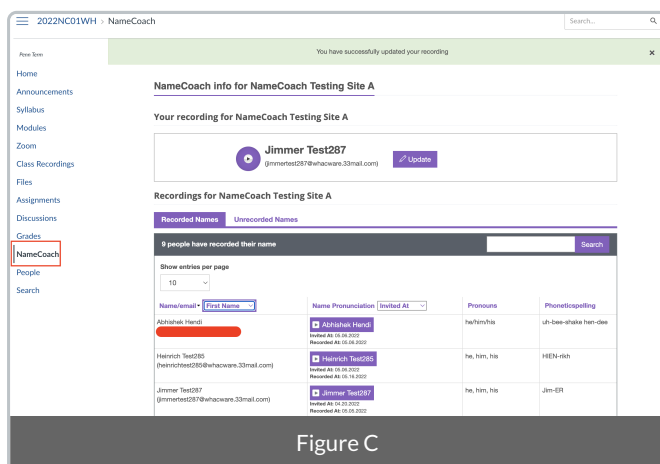 2022NC01WH > NameCoach
Search...
Penn Term
You have successfully updated your recording
×
Home
Announcements
Syllabus
Modules
Zoom
Class Recordings
Files
Assignments
Discussions
Grades
NameCoach
People
Search
NameCoach info for NameCoach Testing Site A
Your recording for NameCoach Testing Site A
Jimmer Test287
(jimmertest287@whacware.33mail.com)
Update
Recordings for NameCoach Testing Site A
Recorded Names Unrecorded Names
9 people have recorded their name
Search
Show entries per page
10
Name/email First Name Name Pronunciation Invited At Pronouns Phoneticspelling
Abhishek Hendi Abhishek Hendi he/him/his uh-bee-shake hen-dee
Invited At: 05.06.2022
Recorded At: 05.06.2022
Heinrich Test285 Heinrich Test285 he, him, his HIEN-rikh
(heinrichtest285@whacware.33mail.com)
Invited At: 05.06.2022
Recorded At: 05.16.2022
Jimmer Test287 Jimmer Test287 he, him, his Jim-ER
(jimmertest287@whacware.33mail.com)
Invited At: 04.20.2022
Recorded At: 05.05.2022
Figure C